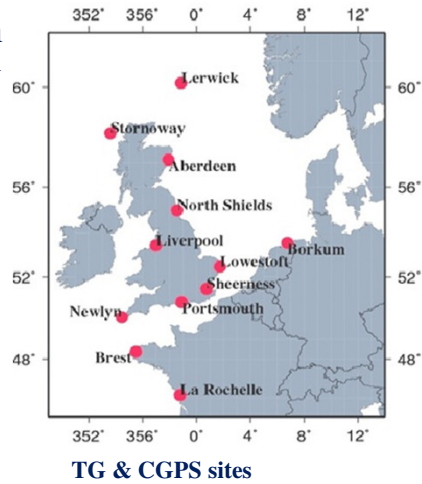 352° 356° 0° 4° 8° 12°
60° Lerwick 60°
Stornoway
Aberdeen
56° 56°
North Shields
Liverpool
Borkum
Lowestoft
52° Sheerness 52°
Newlyn Portsmouth
Brest 48° 48°
La Rochelle
352° 356° 0° 4° 8° 12°
TG & CGPS sites